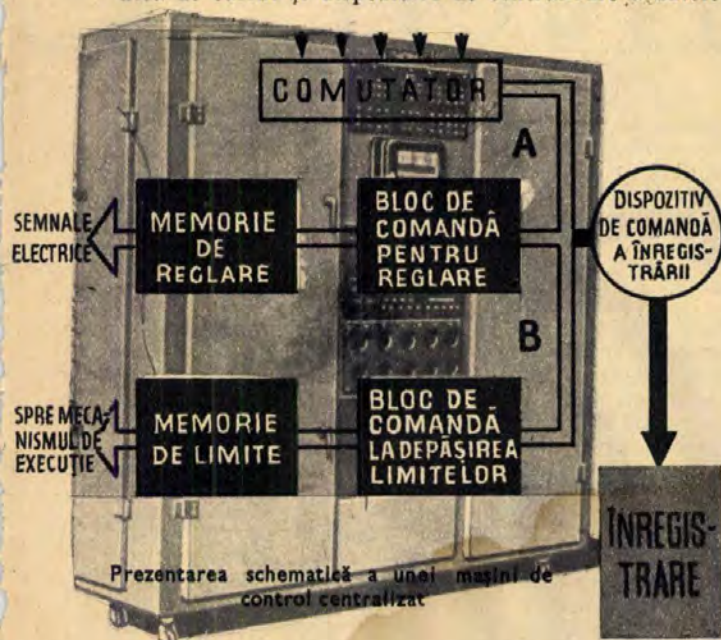 COMUTATOR
A
SEMNALE
ELECTRICE
MEMORIE
DE
REGLARE
BLOC DE
COMANDĂ
PENTRU
REGLARE
DISPOZITIV
DE COMANDĂ
A ÎNREGIS-
TRĂRII
B
SPRE MECA-
NISMUL DE
EXECUȚIE
MEMORIE
DE LIMITE
BLOC DE
COMANDĂ
LA DEPĂȘIREA
LIMITELOR
ÎNREGIS-
TRARE
Prezentarea schematică a unei mașini de
control centralizat